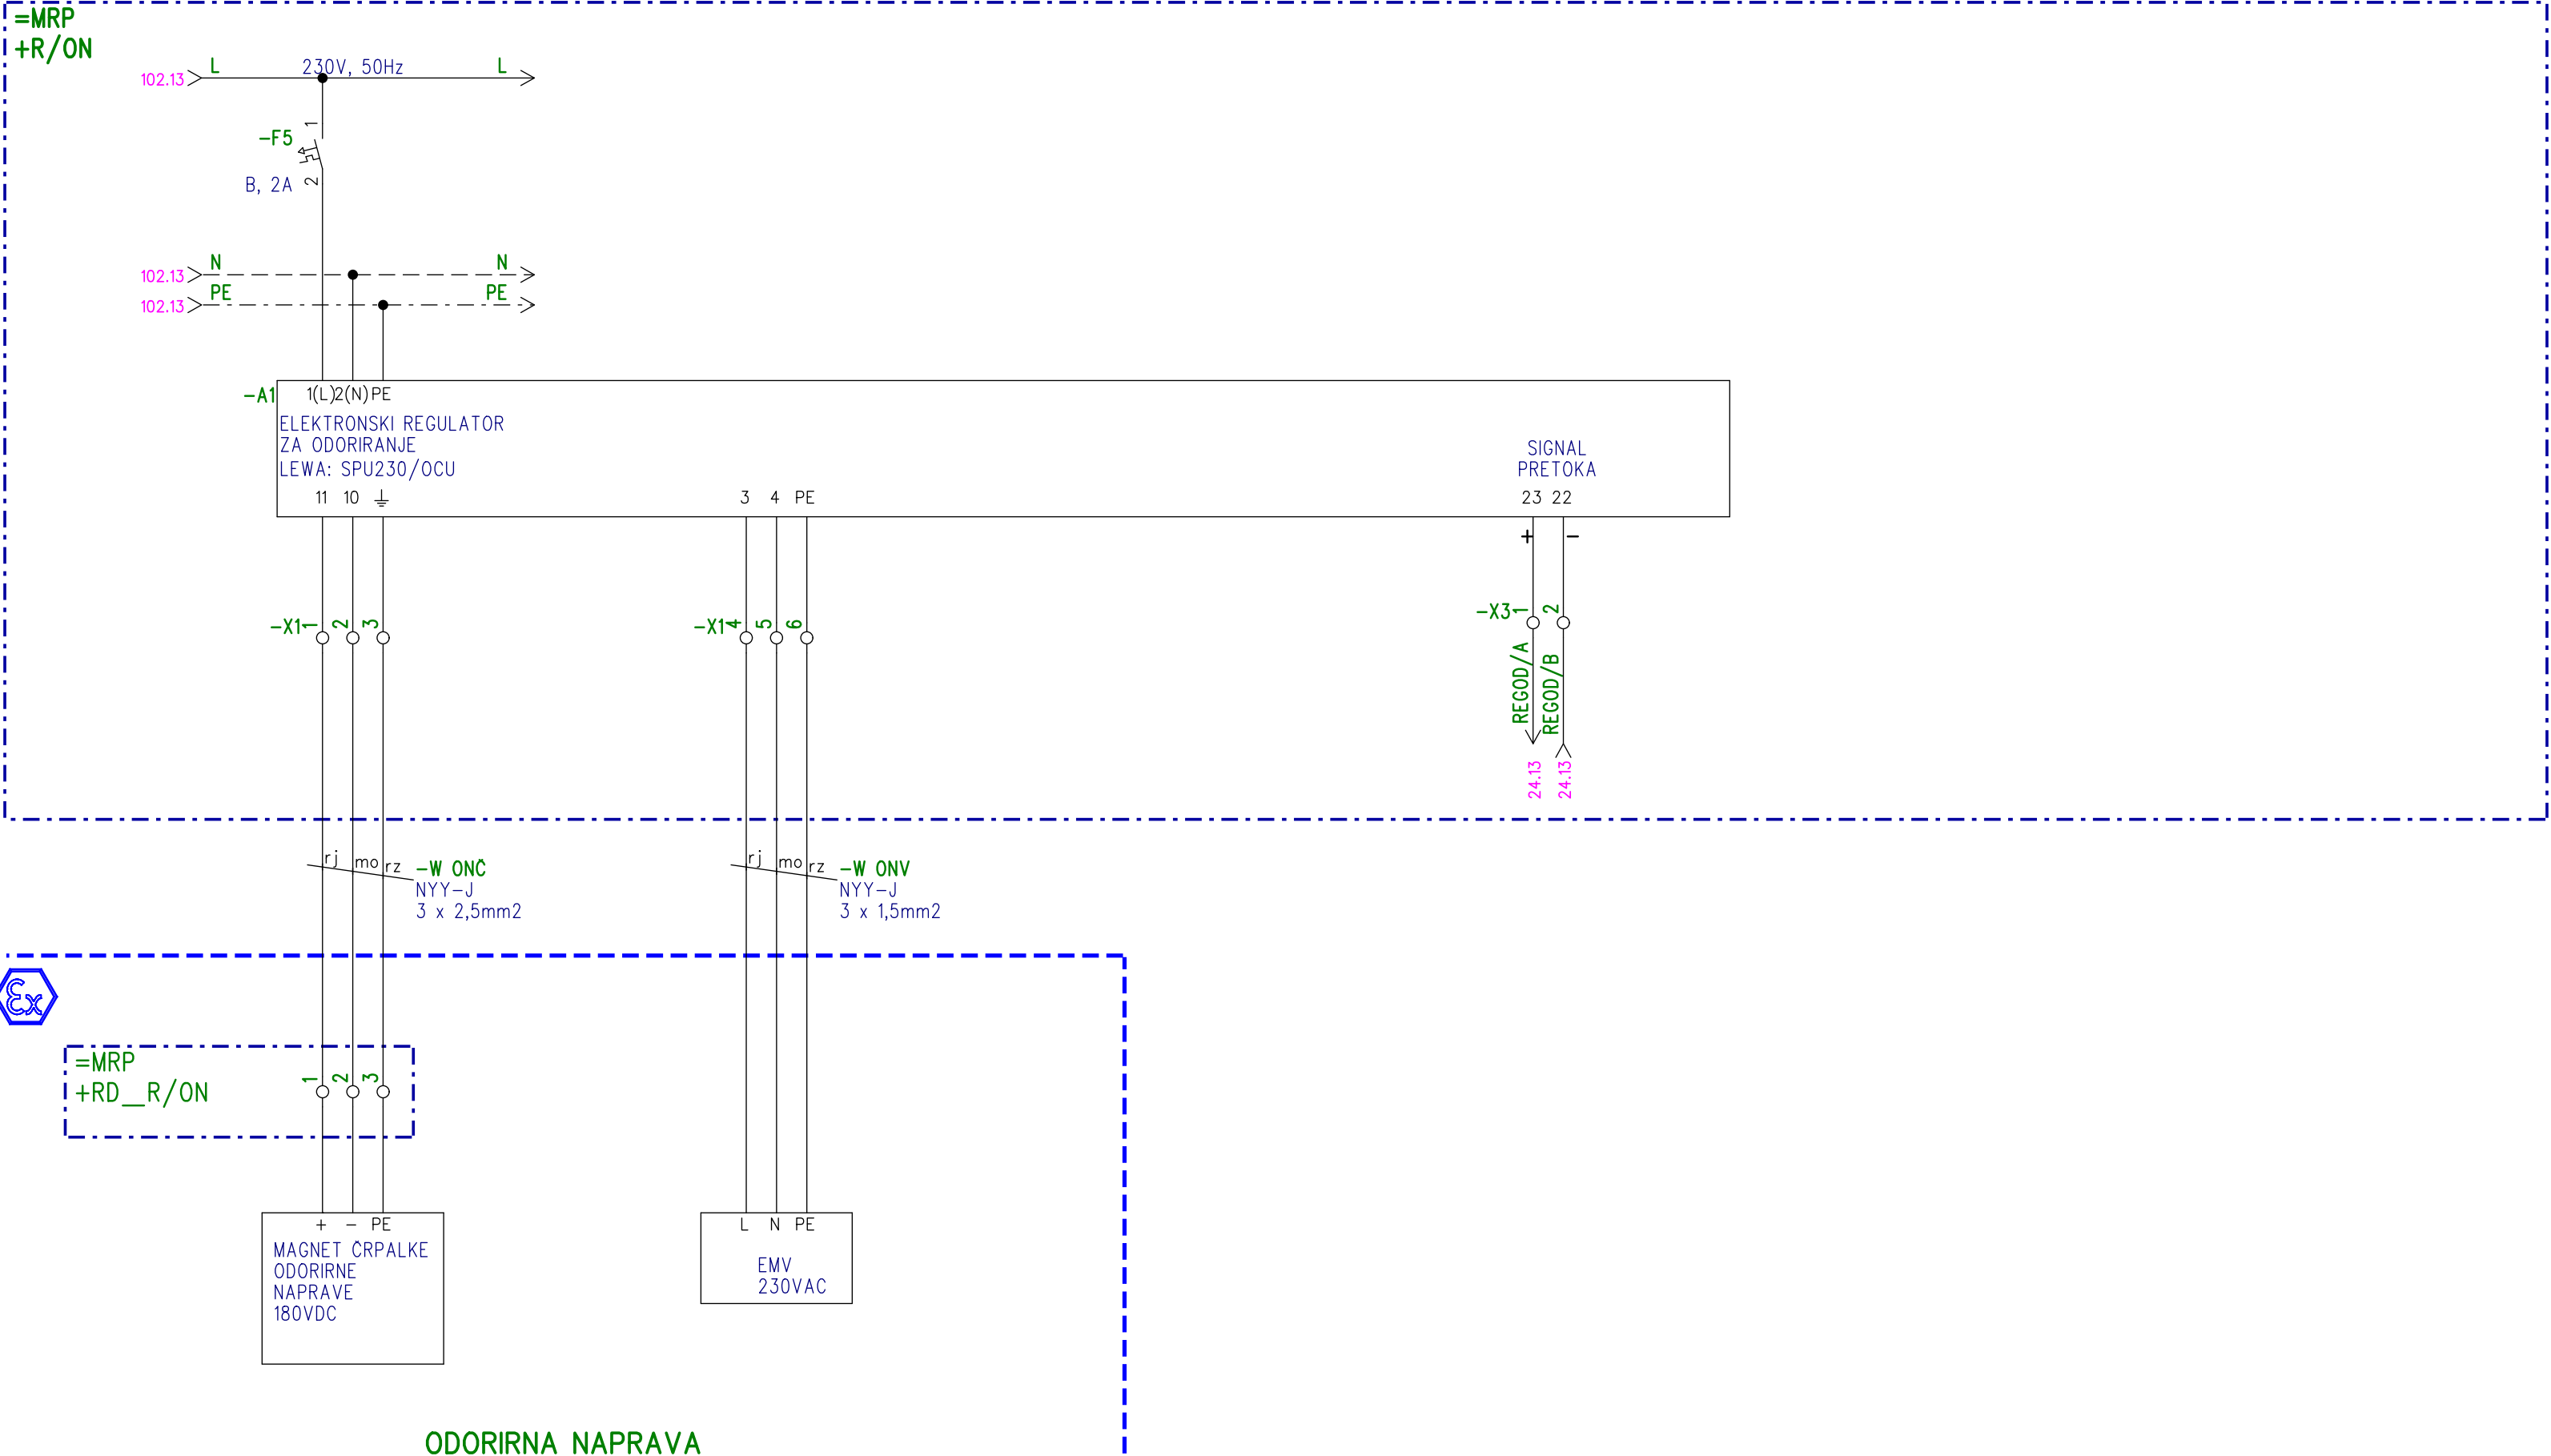 =MRP
+R/ON
102.13
L
230V, 50Hz
L
-F5
1
B, 2A
2
102.13
N
N
102.13
PE
PE
-A1
1(L)2(N)PE
ELEKTRONSKI REGULATOR
ZA ODORIRANJE
LEWA: SPU230/OCU
SIGNAL
PRETOKA
11 10
3 4 PE
23 22
+ -
-X1 1 2 3
-X1 4 5 6
-X3 1 2
REGOD/A
REGOD/B
24.13
24.13
rj mo rz
-W ONČ
NYY-J
3 x 2,5mm2
rj mo rz
-W ONV
NYY-J
3 x 1,5mm2
Ex
=MRP
+RD__R/ON
1 2 3
+ - PE
MAGNET ČRPALKE
ODORIRNE
NAPRAVE
180VDC
L N PE
EMV
230VAC
ODORIRNA NAPRAVA